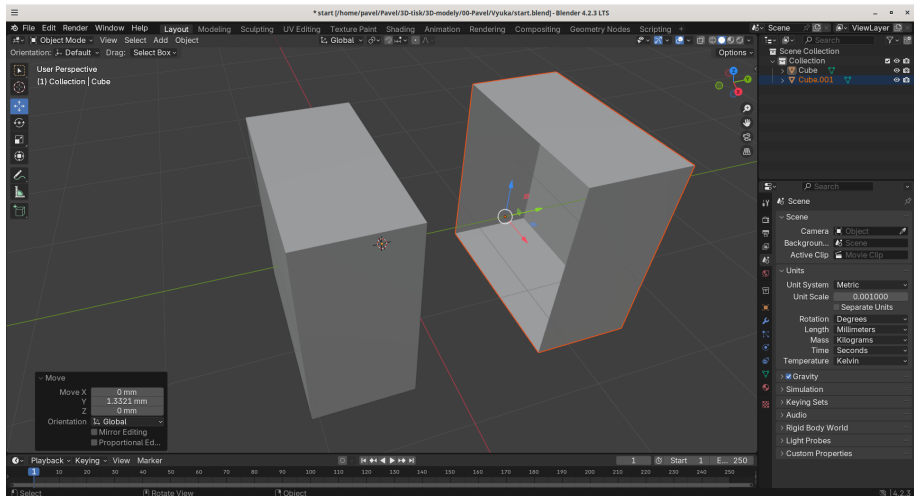 * start [/home/pavel/Pavel/3D-tisk/3D-modely/00-Pavel/Vyuka/start.blend] - Blender 4.2.3 LTS
File Edit Render Window Help Layout Modeling Sculpting UV Editing Texture Paint Shading Animation Rendering Compositing Geometry Nodes Scripting + Scene ViewLayer
Object Mode View Select Add Object Global
Orientation: Default Drag: Select Box Options
User Perspective
(1) Collection | Cube
Search
Scene Collection
Collection
Cube
Cube.001
Search
Scene
Scene
Camera Object
Backgroun... Scene
Active Clip Movie Clip
Units
Unit System Metric
Unit Scale 0.001000
Separate Units
Rotation Degrees
Length Millimeters
Mass Kilograms
Time Seconds
Temperature Kelvin
Gravity
Simulation
Keying Sets
Audio
Rigid Body World
Light Probes
Custom Properties
Move
Move X 0 mm
Y 1.3321 mm
Z 0 mm
Orientation Global
Mirror Editing
Proportional Ed...
Playback Keying View Marker 1 Start 1 E... 250
1 10 20 30 40 50 60 70 80 90 100 110 120 130 140 150 160 170 180 190 200 210 220 230 240 250
Select Rotate View Object 4.2.3